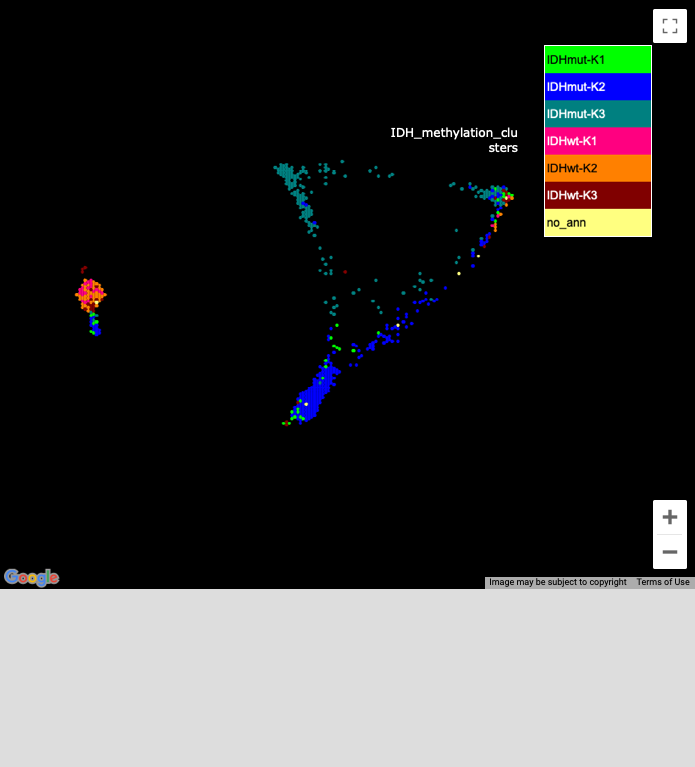 IDHmut-K1
IDHmut-K2
IDHmut-K3
IDH_methylation_clu
sters
IDHwt-K1
IDHwt-K2
IDHwt-K3
no_ann
Google
Image may be subject to copyright
Terms of Use